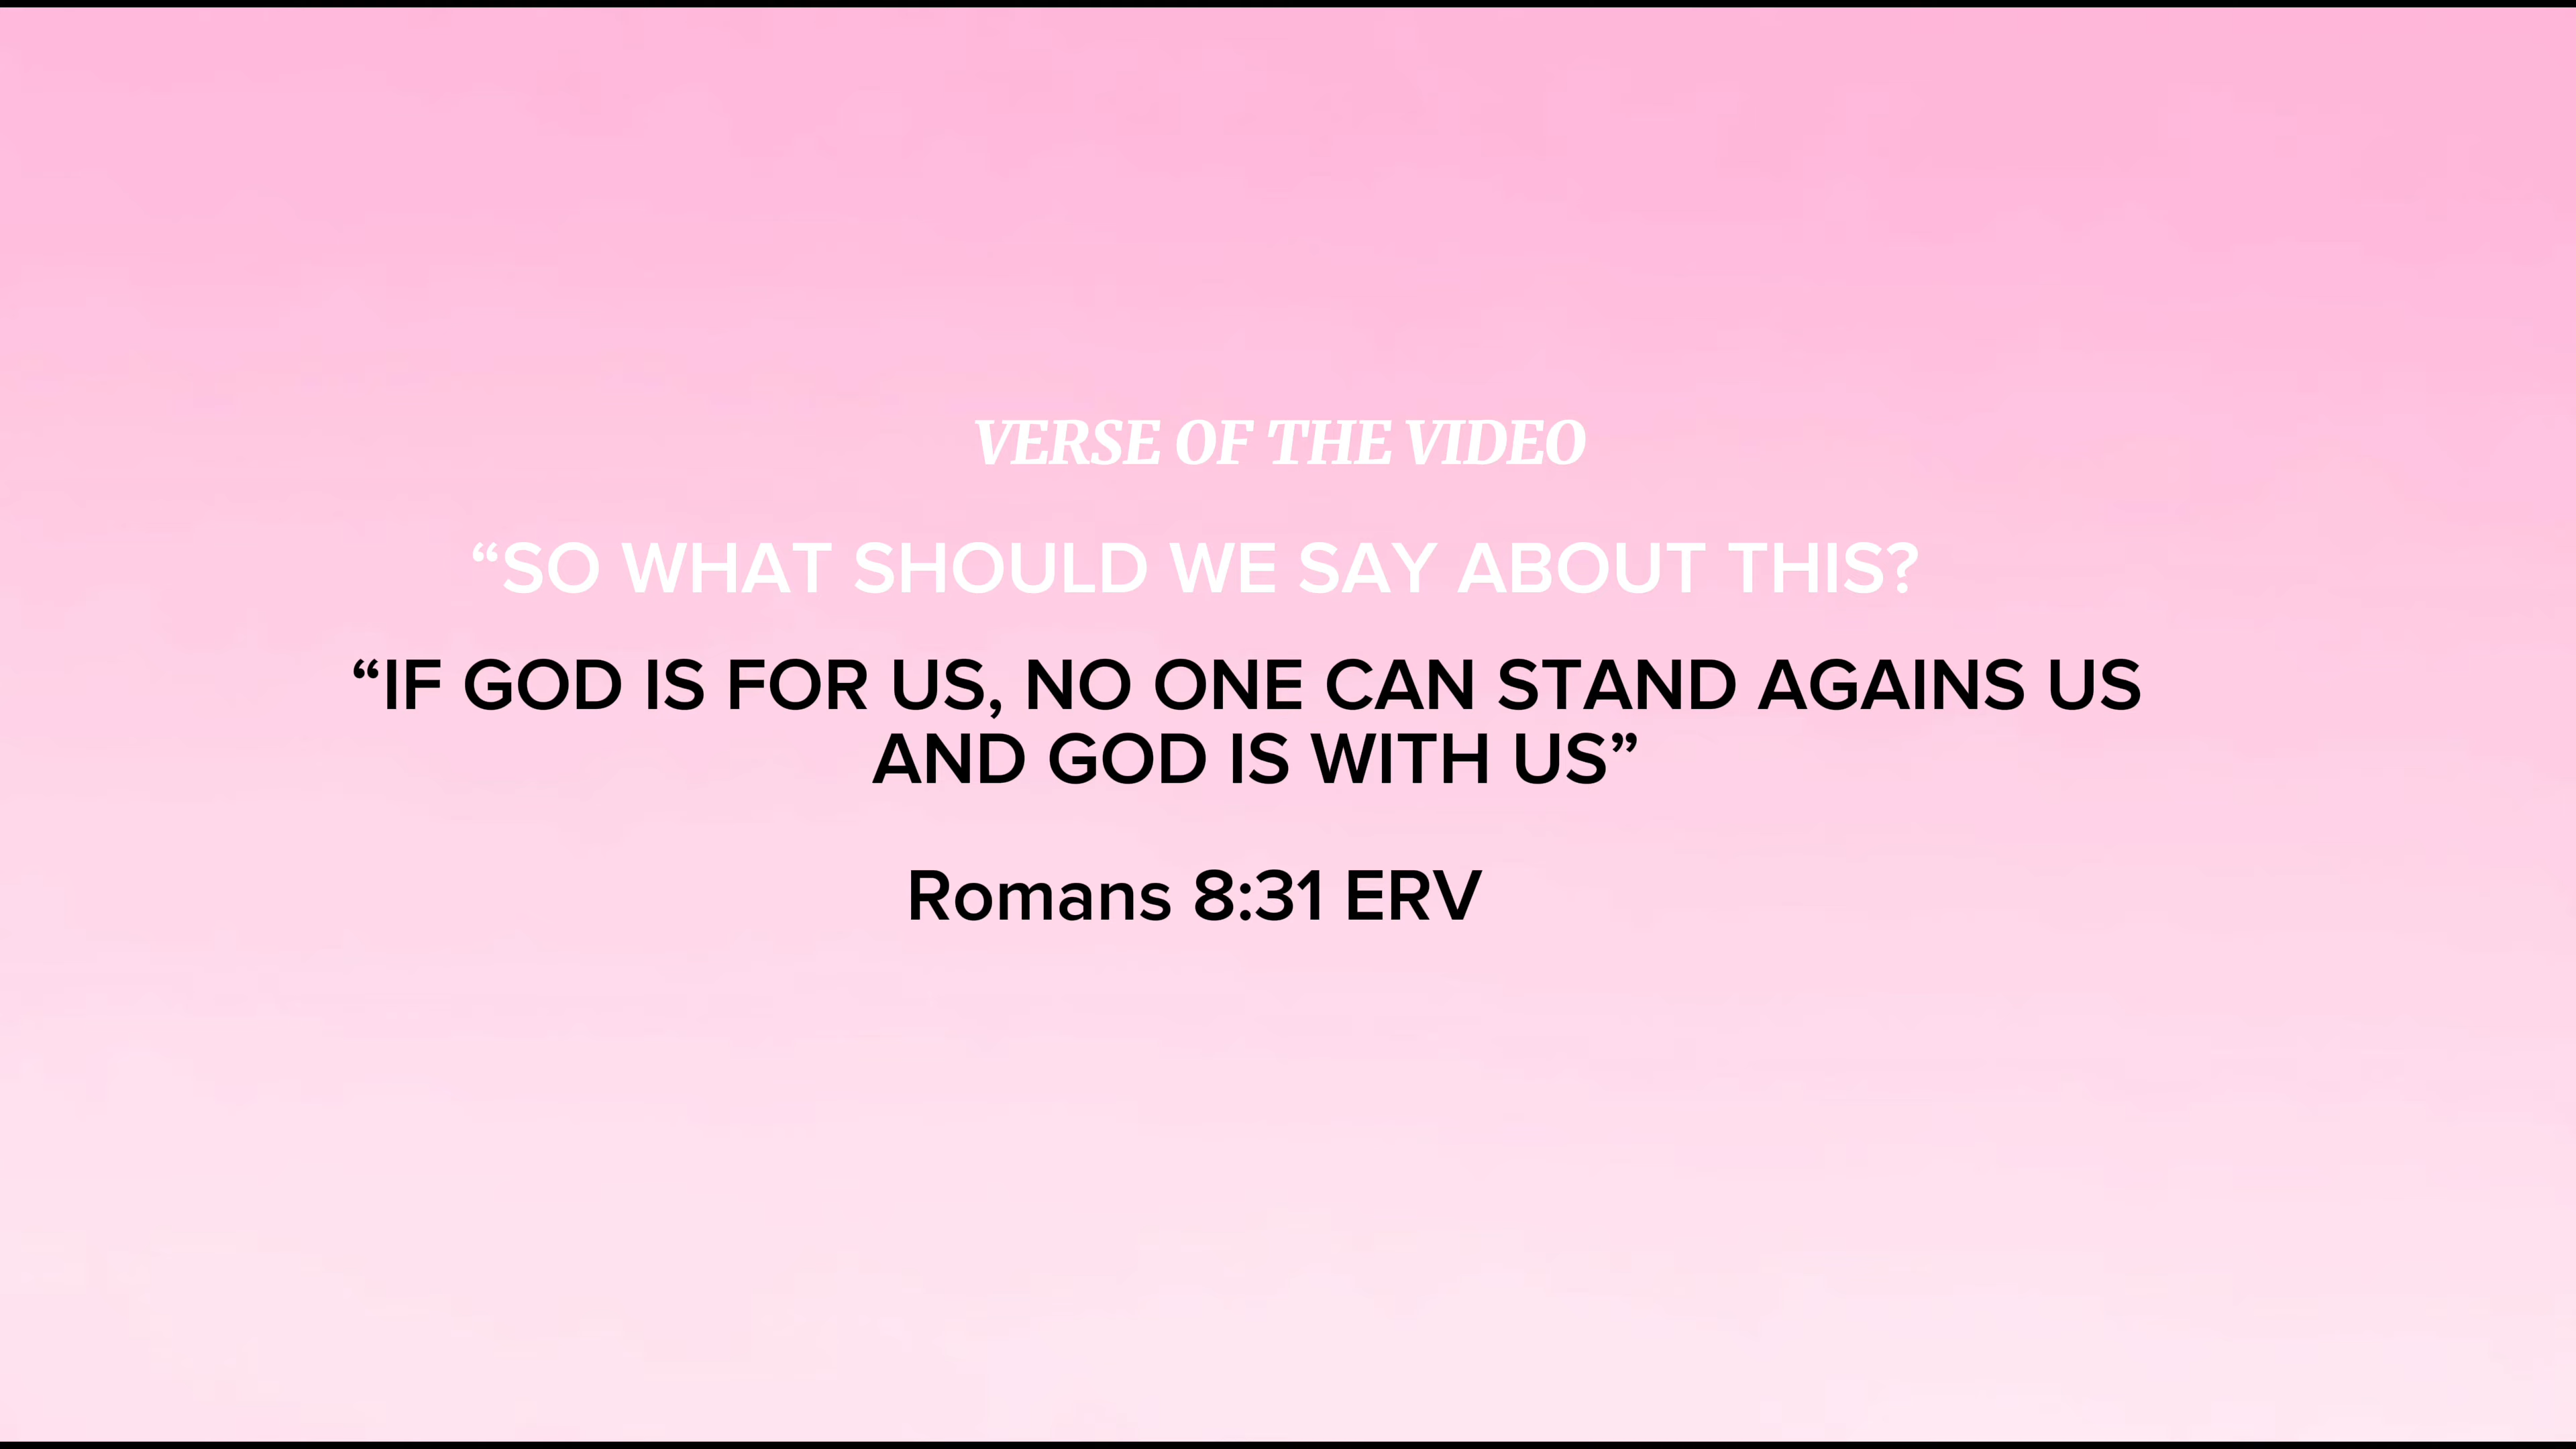 VERSE OF THE VIDEO
“SO WHAT SHOULD WE SAY ABOUT THIS?
“IF GOD IS FOR US, NO ONE CAN STAND AGAINS US
AND GOD IS WITH US”
Romans 8:31 ERV